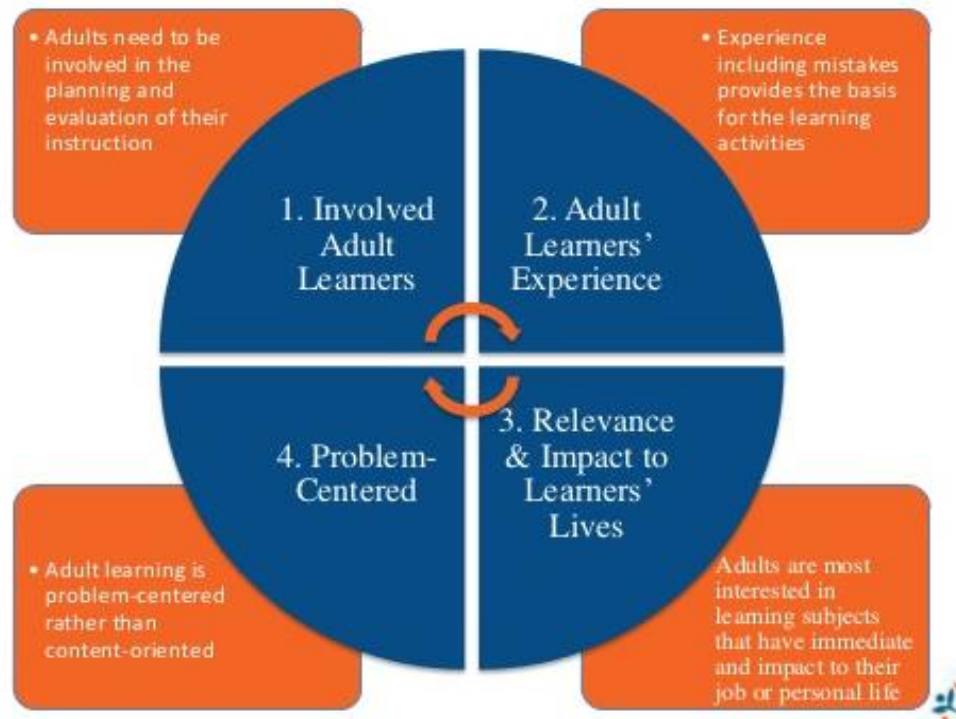 • Adults need to be
involved in the
planning and
evaluation of their
instruction
• Experience
including mistakes
provides the basis
for the learning
activities
1. Involved
Adult
Learners
2. Adult
Learners’
Experience
4. Problem-
Centered
3. Relevance
& Impact to
Learners’
Lives
• Adult learning is
problem-centered
rather than
content-oriented
Adults are most
interested in
learning subjects
that have immediate
and impact to their
job or personal life